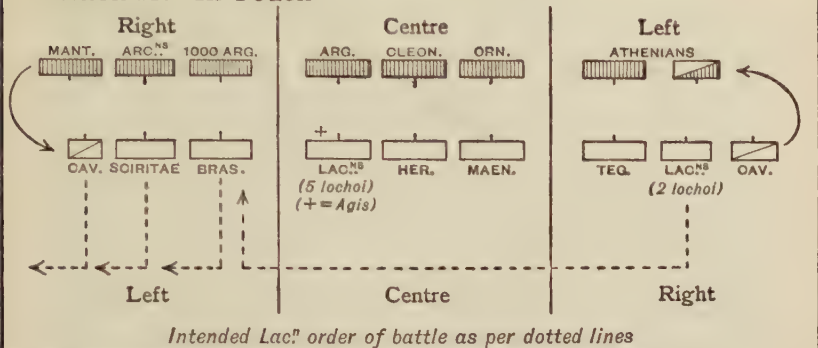 Right Centre Left
MANT. ARC.NS 1000 ARG. ARG. CLEON. ORN. ATHENIANS
+
CAV. SCIRITAE BRAS. LAC.NS HER. MAEN. TEG. LAC.NS CAV.
(5 lochoi) (2 lochoi)
(+=Agis)
Left Centre Right
Intended Lac.n order of battle as per dotted lines